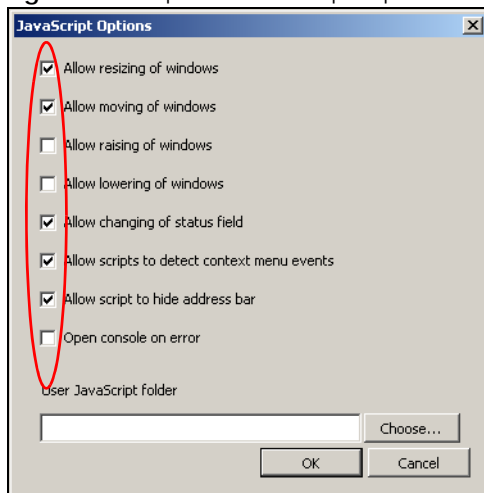 JavaScript Options
Allow resizing of windows
Allow moving of windows
Allow raising of windows
Allow lowering of windows
Allow changing of status field
Allow scripts to detect context menu events
Allow script to hide address bar
Open console on error
User JavaScript folder
Choose...
OK Cancel